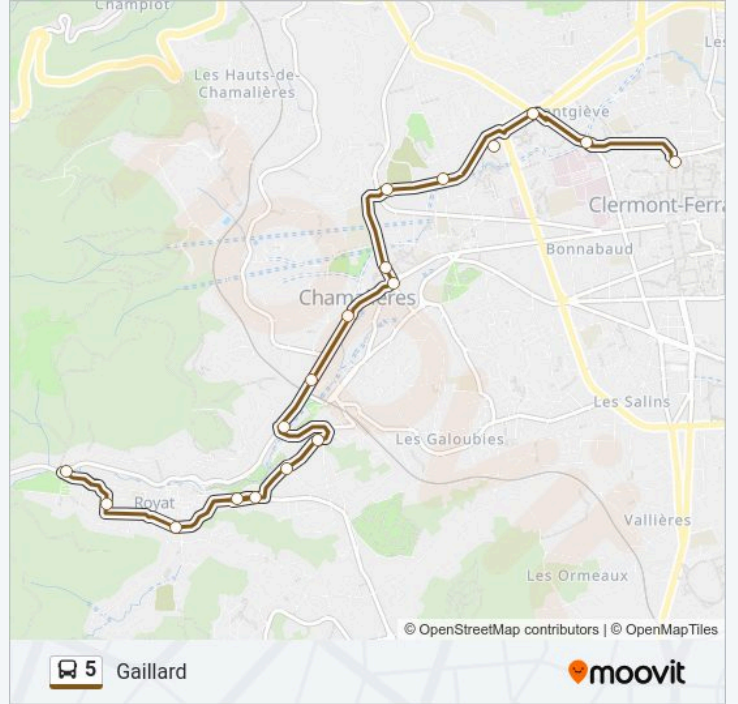 Champlot
Les Hauts-de-
Chamalières
Les
ontgiève
Clermont-Ferra
Bonnabaud
Chamalières
Les Salins
Les Galoubies
Royat
Vallières
Les Ormeaux
© OpenStreetMap contributors | © OpenMapTiles
5 Gaillard
moovit